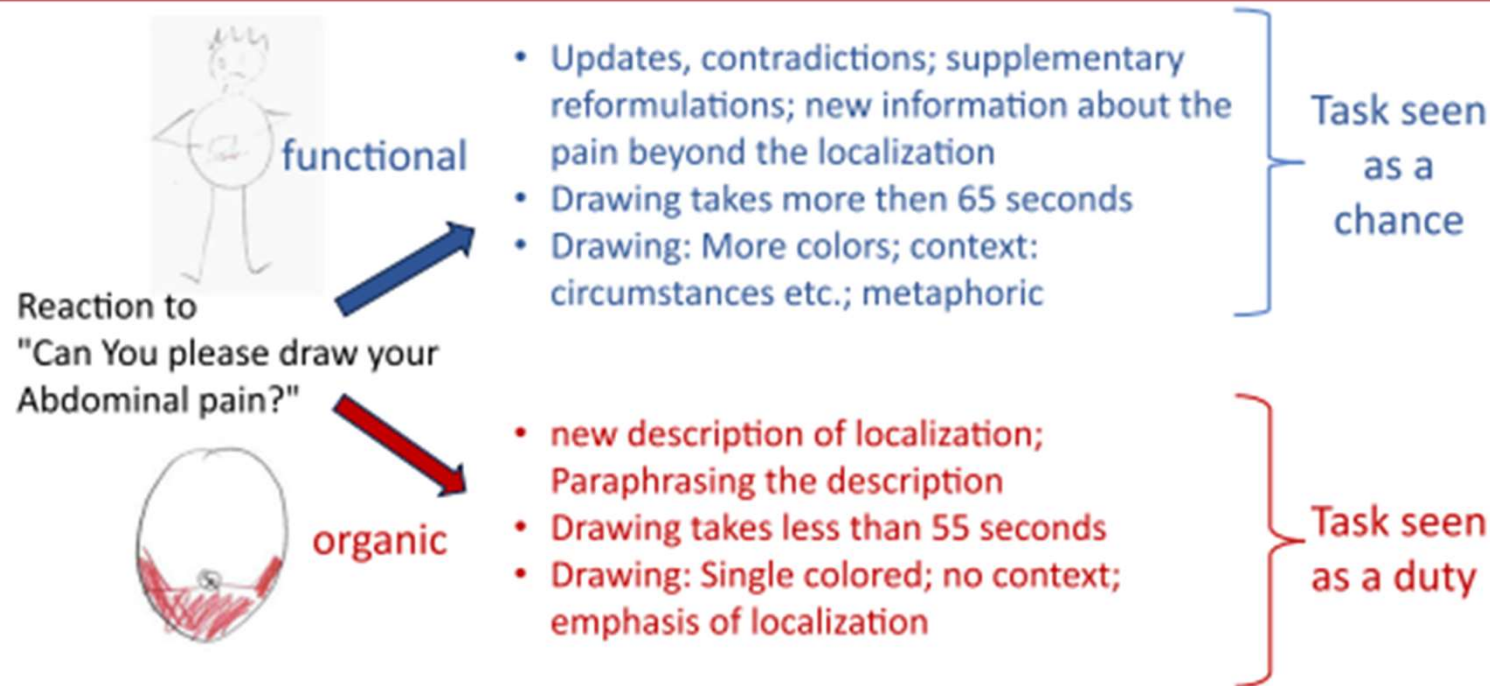 Reaction to
"Can You please draw your
Abdominal pain?"
functional
• Updates, contradictions; supplementary
reformulations; new information about the
pain beyond the localization
• Drawing takes more then 65 seconds
• Drawing: More colors; context:
circumstances etc.; metaphoric
Task seen
as a
chance
organic
• new description of localization;
Paraphrasing the description
• Drawing takes less than 55 seconds
• Drawing: Single colored; no context;
emphasis of localization
Task seen
as a duty